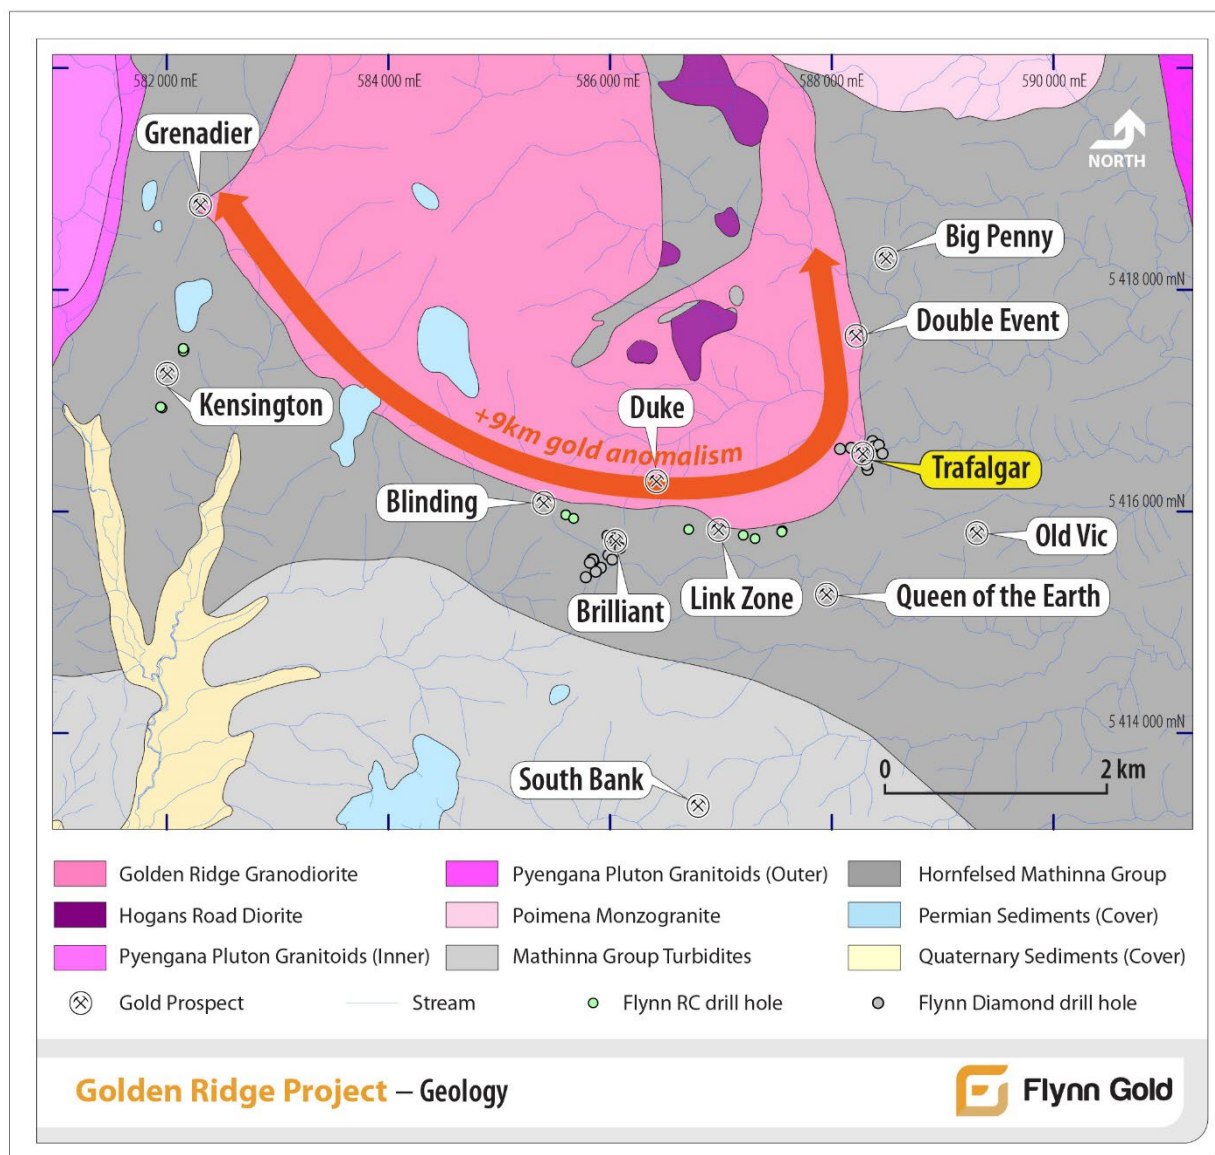 582 000 mE
584 000 mE
586 000 mE
588 000 mE
590 000 mE
Grenadier
NORTH
Big Penny
5 418 000 mN
Double Event
Kensington
Duke
+9km gold anomalism
Trafalgar
Blinding
5 416 000 mN
Old Vic
Brilliant
Link Zone
Queen of the Earth
5 414 000 mN
South Bank
0
2 km
Golden Ridge Granodiorite
Pyengana Pluton Granitoids (Outer)
Hornfelsed Mathinna Group
Hogans Road Diorite
Poimena Monzogranite
Permian Sediments (Cover)
Pyengana Pluton Granitoids (Inner)
Mathinna Group Turbidites
Quaternary Sediments (Cover)
Gold Prospect
Stream
Flynn RC drill hole
Flynn Diamond drill hole
Golden Ridge Project – Geology
Flynn Gold